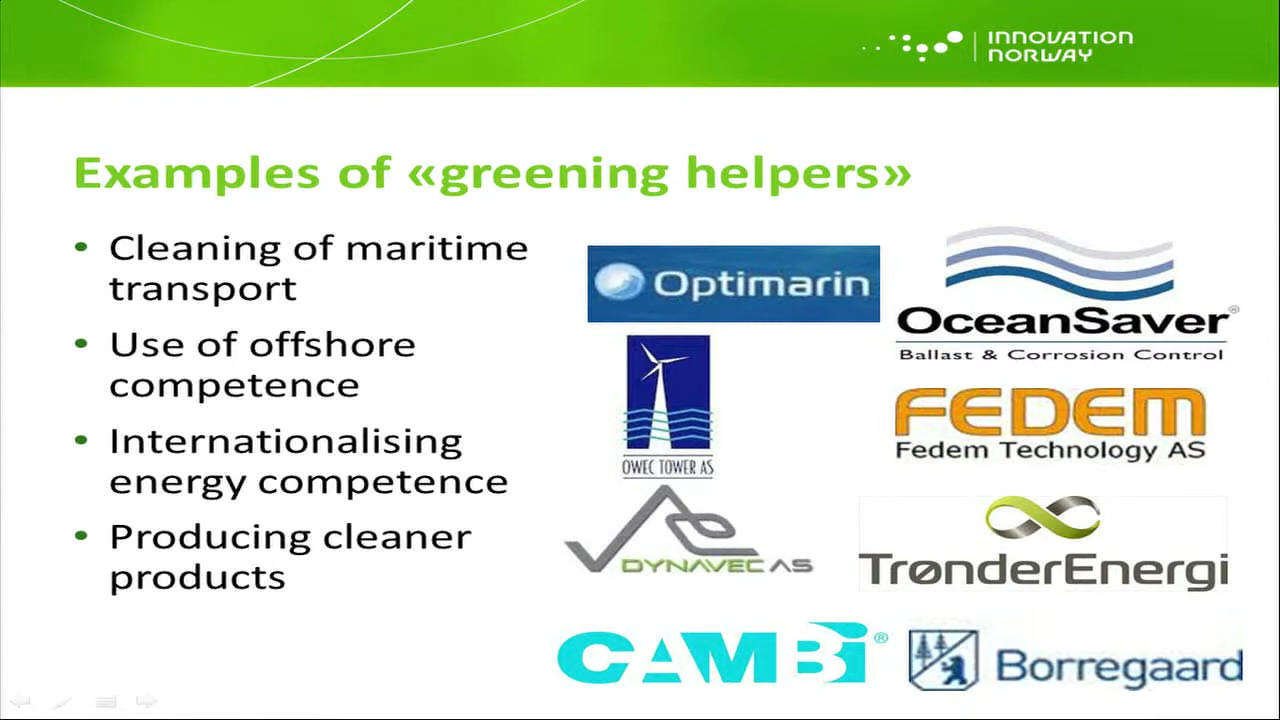 INNOVATION
NORWAY
Examples of «greening helpers»
• Cleaning of maritime
transport
• Use of offshore
competence
• Internationalising
energy competence
• Producing cleaner
products
Optimarin
OceanSaver®
Ballast & Corrosion Control
OWEC TOWER AS
FEDEM
Fedem Technology AS
DYNAVEC AS
TrønderEnergi
CAMBi®
Borregaard